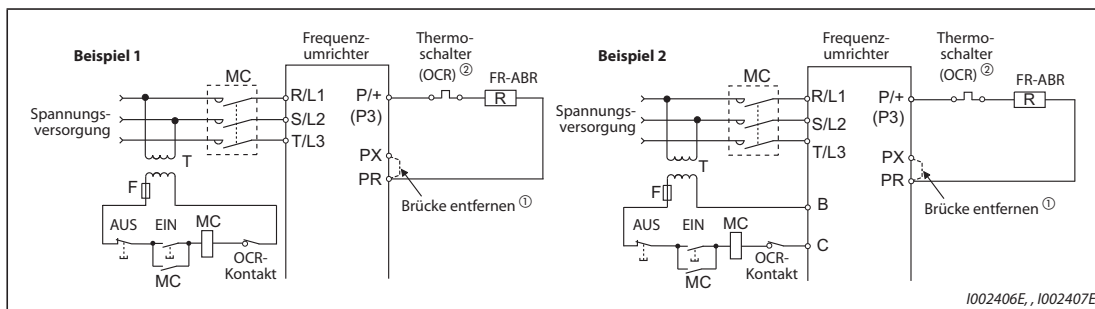 Beispiel 1
Frequenz-
umrichter
Thermo-
schalter
(OCR) ②
FR-ABR
MC
R/L1
P/+
R
(P3)
Spannungs-
versorgung
S/L2
T/L3
T
PX
PR
F
Brücke entfernen ①
AUS
EIN
MC
OCR-
Kontakt
MC
Beispiel 2
Frequenz-
umrichter
Thermo-
schalter
(OCR) ②
FR-ABR
MC
R/L1
P/+
R
(P3)
Spannungs-
versorgung
S/L2
T/L3
T
PX
PR
F
B
Brücke entfernen ①
AUS
EIN
MC
C
OCR-
Kontakt
MC
I002406E, , I002407E